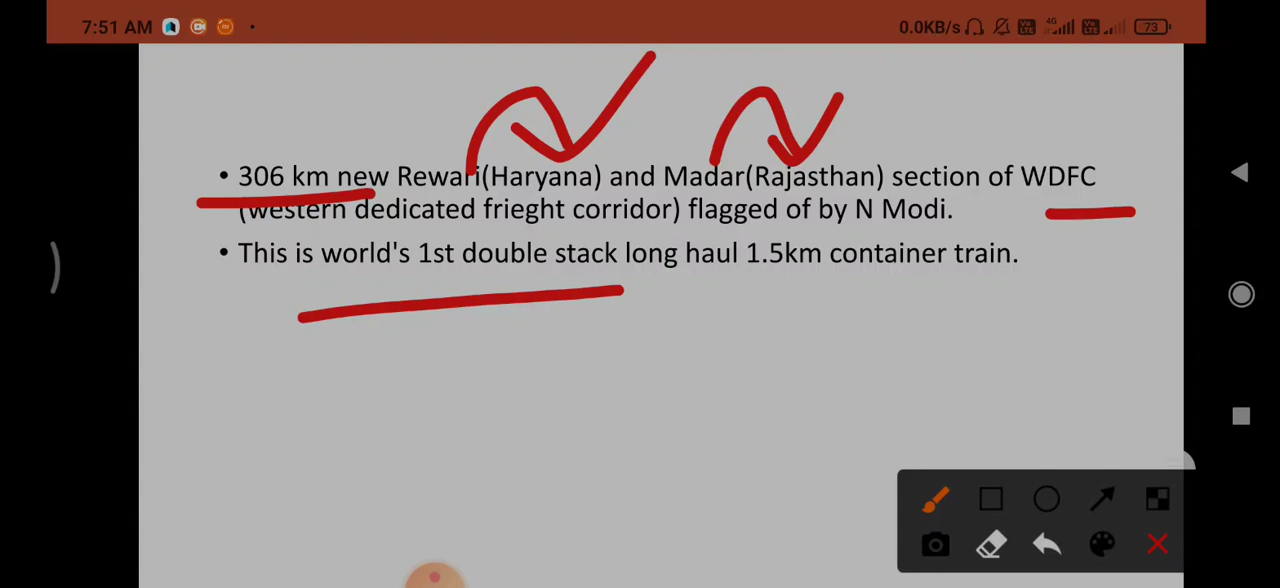 7:51 AM
0.0KB/s
4G
73
• 306 km new Rewari(Haryana) and Madar(Rajasthan) section of WDFC
(western dedicated frieght corridor) flagged of by N Modi.
• This is world's 1st double stack long haul 1.5km container train.